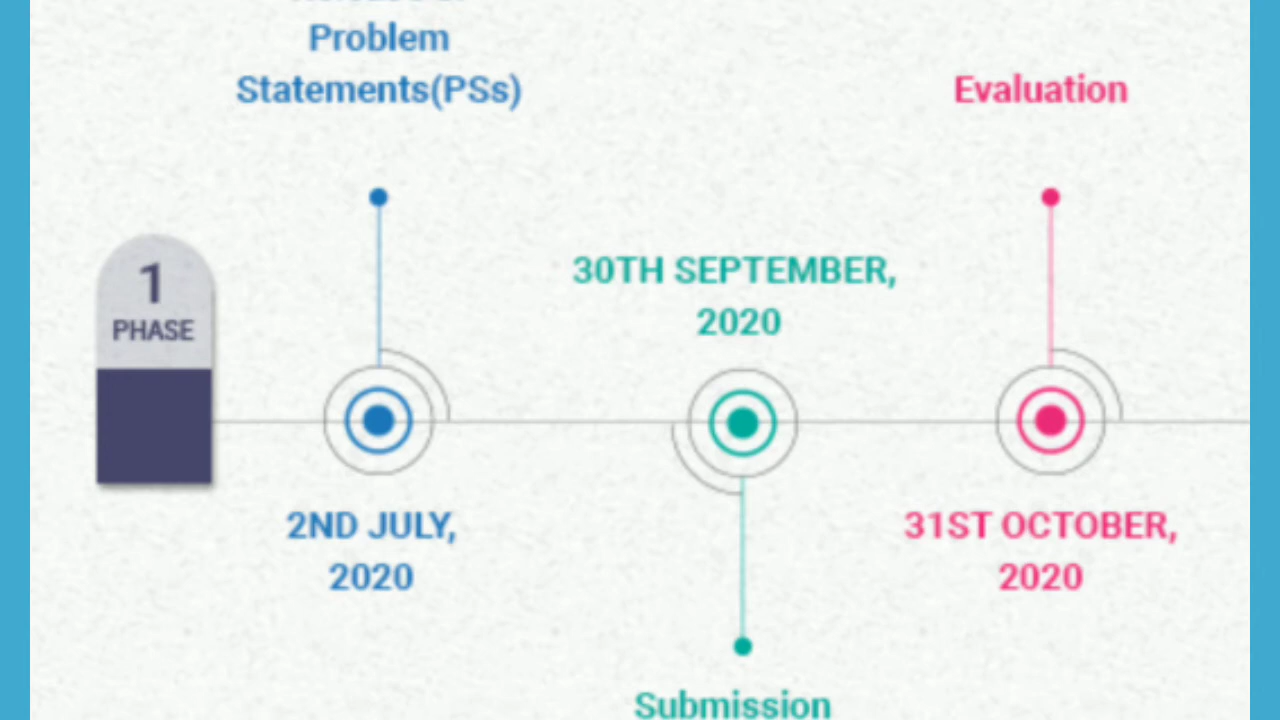 Problem
Statements(PSs)
Evaluation
1
PHASE
30TH SEPTEMBER,
2020
2ND JULY,
2020
31ST OCTOBER,
2020
Submission